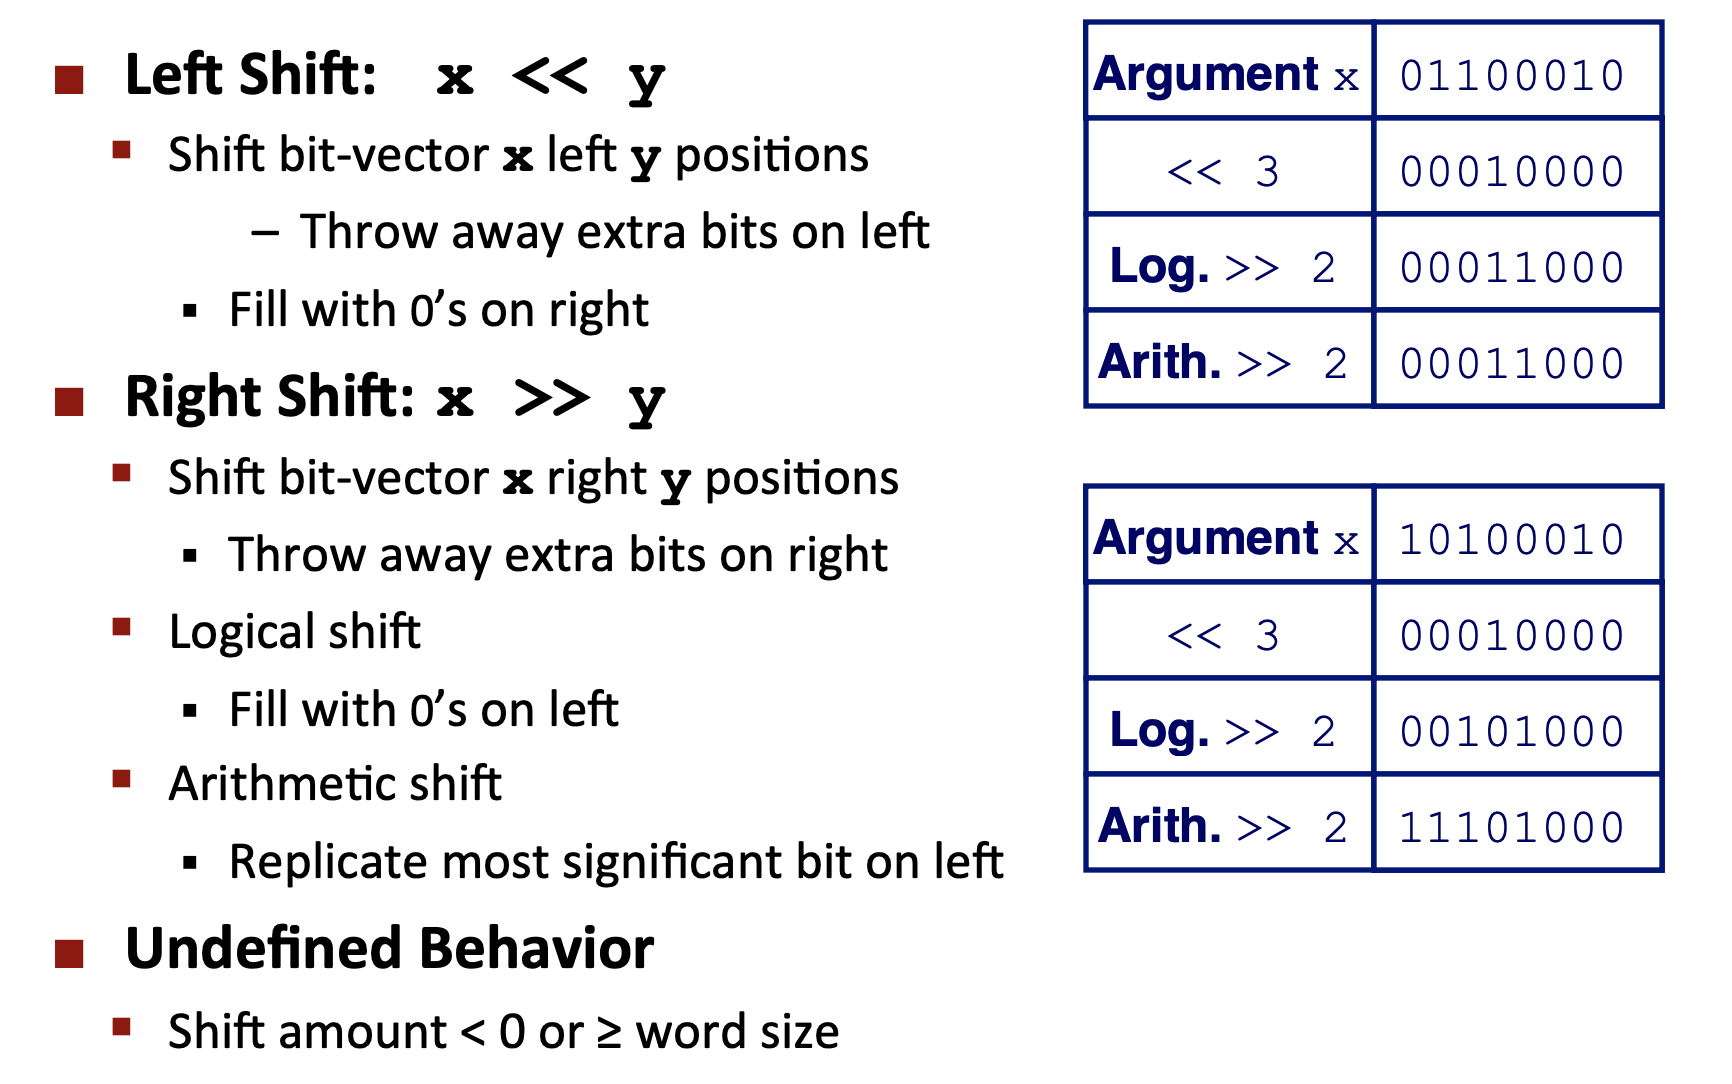 Left Shift: x << y
Shift bit-vector x left y positions
– Throw away extra bits on left
Fill with 0’s on right
Right Shift: x >> y
Shift bit-vector x right y positions
Throw away extra bits on right
Logical shift
Fill with 0’s on left
Arithmetic shift
Replicate most significant bit on left
Undefined Behavior
Shift amount < 0 or ≥ word size
Argument x 01100010
<< 3 00010000
Log. >> 2 00011000
Arith. >> 2 00011000
Argument x 10100010
<< 3 00010000
Log. >> 2 00101000
Arith. >> 2 11101000